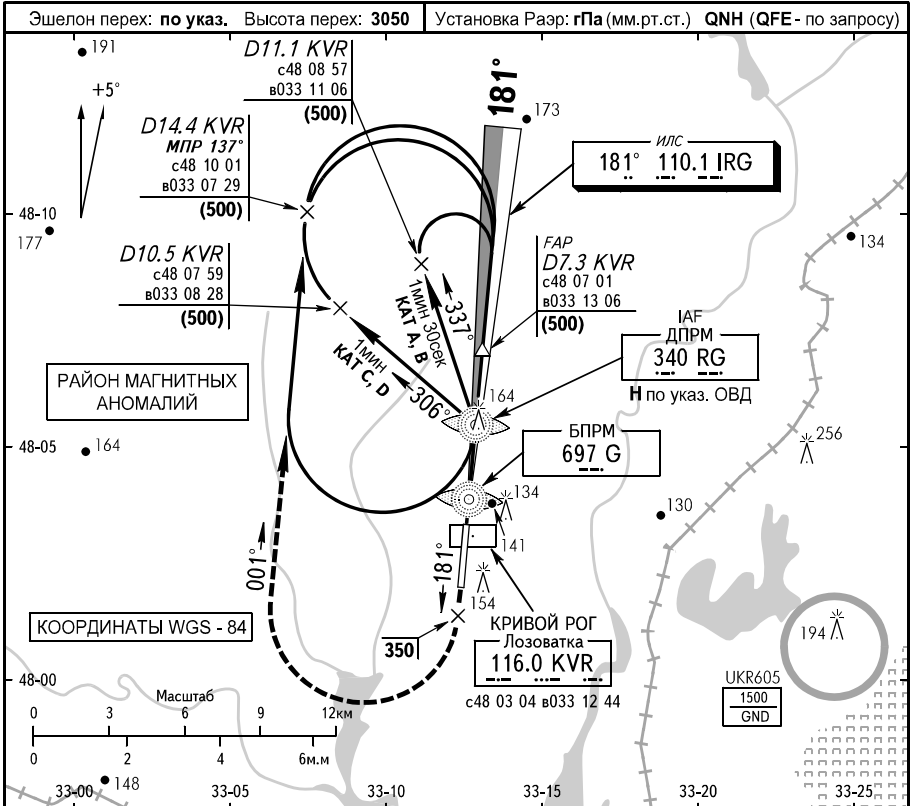 Эшелон перех: по указ. Высота перех: 3050
Установка Раэр: гПа (мм.рт.ст.) QNH (QFE - по запросу)
191
+5°
D11.1 KVR
с48 08 57
в033 11 06
(500)
181°
173
D14.4 KVR
МПР 137°
с48 10 01
в033 07 29
(500)
ИЛС
181° 110.1 IRG
48-10
177
134
D10.5 KVR
с48 07 59
в033 08 28
(500)
FAP
D7.3 KVR
с48 07 01
в033 13 06
(500)
337°
1мин 30сек
КАТ A, B
306°
1мин
КАТ C, D
IAF
ДПРМ
340 RG
Н по указ. ОВД
РАЙОН МАГНИТНЫХ
АНОМАЛИЙ
164
БПРМ
697 G
48-05
164
256
134
130
141
001°
181°
154
КООРДИНАТЫ WGS - 84
350
КРИВОЙ РОГ
Лозоватка
116.0 KVR
с48 03 04 в033 12 44
194
UKR605
1500
GND
48-00
Масштаб
0 3 6 9 12км
0 2 4 6м.м
148
33-00 33-05 33-10 33-15 33-20 33-25